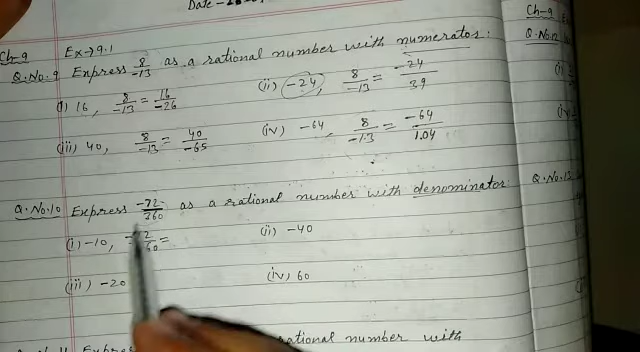 Date -
Ch-9 Ex→9.1
Q.No.9 Express 8/-13 as a rational number with numerator:
(i) 16, 8/-13 = 16/-26 (ii) -24, 8/-13 = -24/39
(iii) 40, 8/-13 = 40/-65 (iv) -64, 8/-13 = -64/104
Q.No.10 Express -72/360 as a rational number with denominator:
(i) -10, = (ii) -40
(iii) -20 (iv) 60
rational number with
Ch-9
Q.No.12